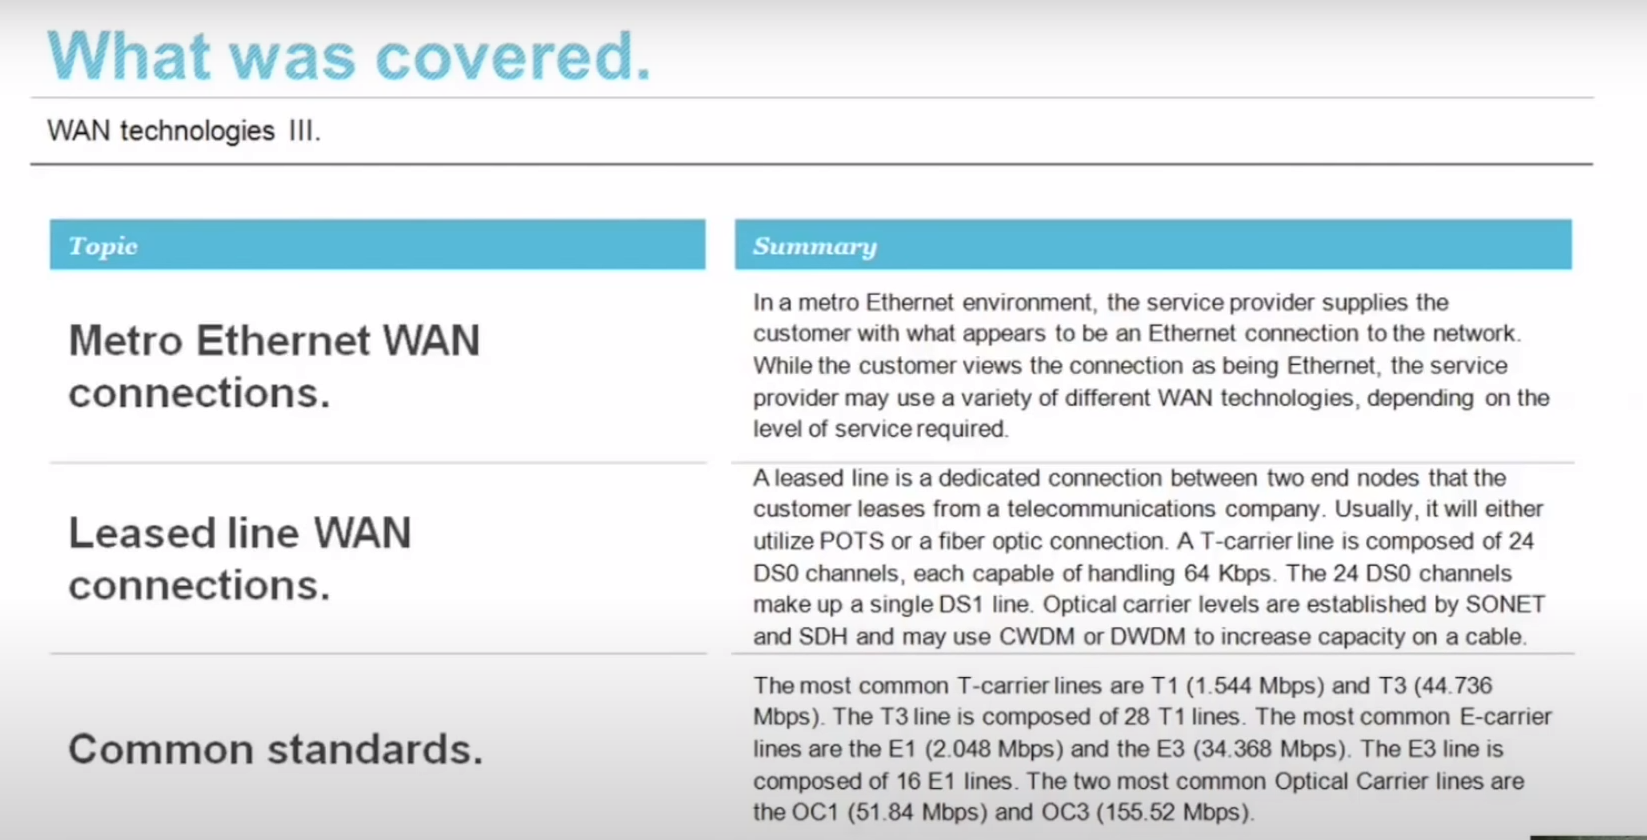 What was covered.
WAN technologies III.
Topic
Summary
Metro Ethernet WAN
connections.
In a metro Ethernet environment, the service provider supplies the
customer with what appears to be an Ethernet connection to the network.
While the customer views the connection as being Ethernet, the service
provider may use a variety of different WAN technologies, depending on the
level of service required.
Leased line WAN
connections.
A leased line is a dedicated connection between two end nodes that the
customer leases from a telecommunications company. Usually, it will either
utilize POTS or a fiber optic connection. A T-carrier line is composed of 24
DS0 channels, each capable of handling 64 Kbps. The 24 DS0 channels
make up a single DS1 line. Optical carrier levels are established by SONET
and SDH and may use CWDM or DWDM to increase capacity on a cable.
Common standards.
The most common T-carrier lines are T1 (1.544 Mbps) and T3 (44.736
Mbps). The T3 line is composed of 28 T1 lines. The most common E-carrier
lines are the E1 (2.048 Mbps) and the E3 (34.368 Mbps). The E3 line is
composed of 16 E1 lines. The two most common Optical Carrier lines are
the OC1 (51.84 Mbps) and OC3 (155.52 Mbps).